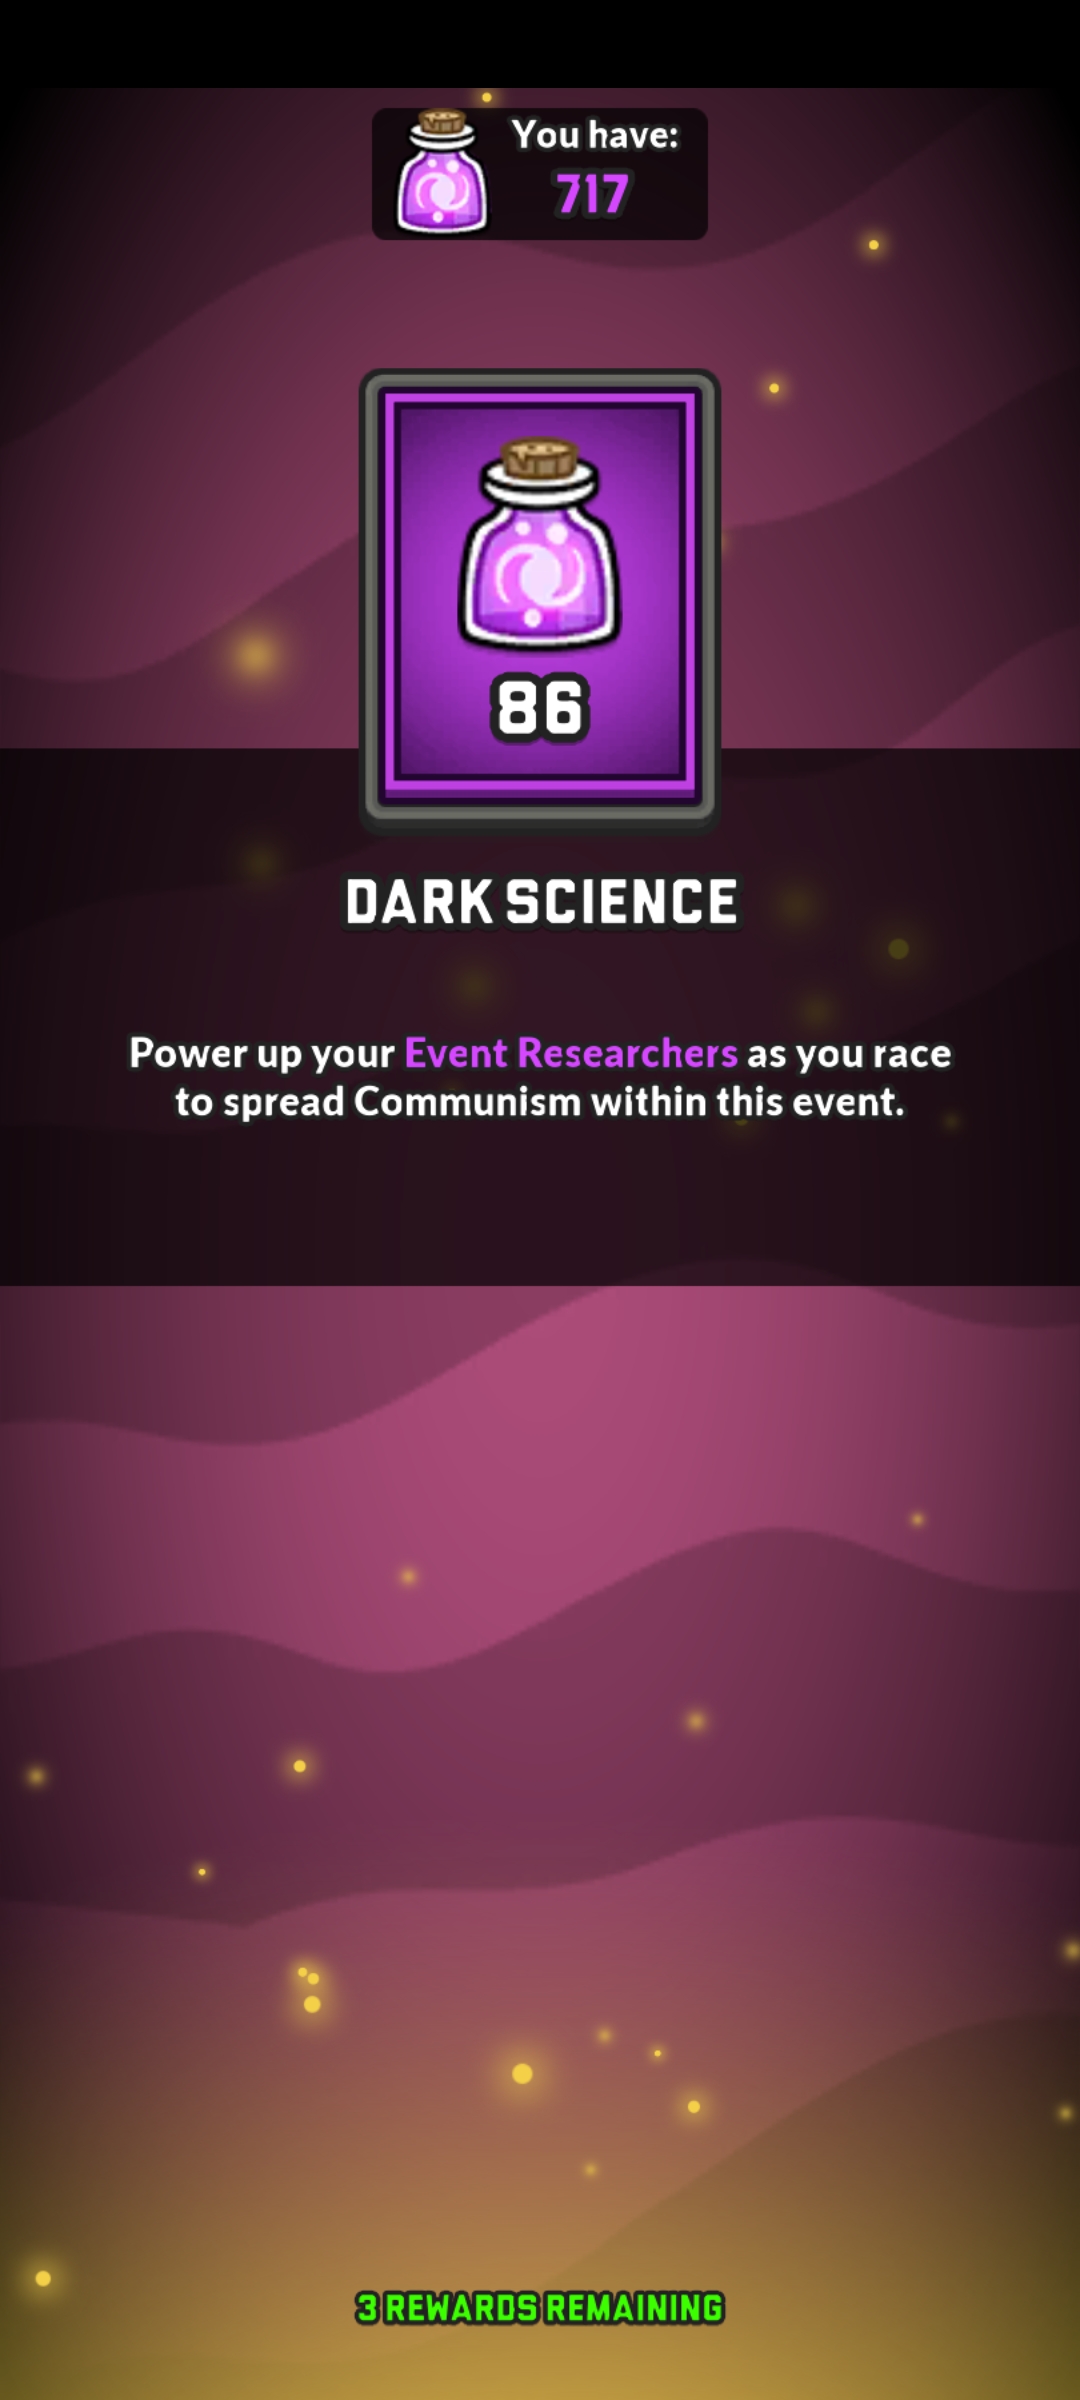 You have:
717
86
DARK SCIENCE
Power up your Event Researchers as you race
to spread Communism within this event.
3 REWARDS REMAINING